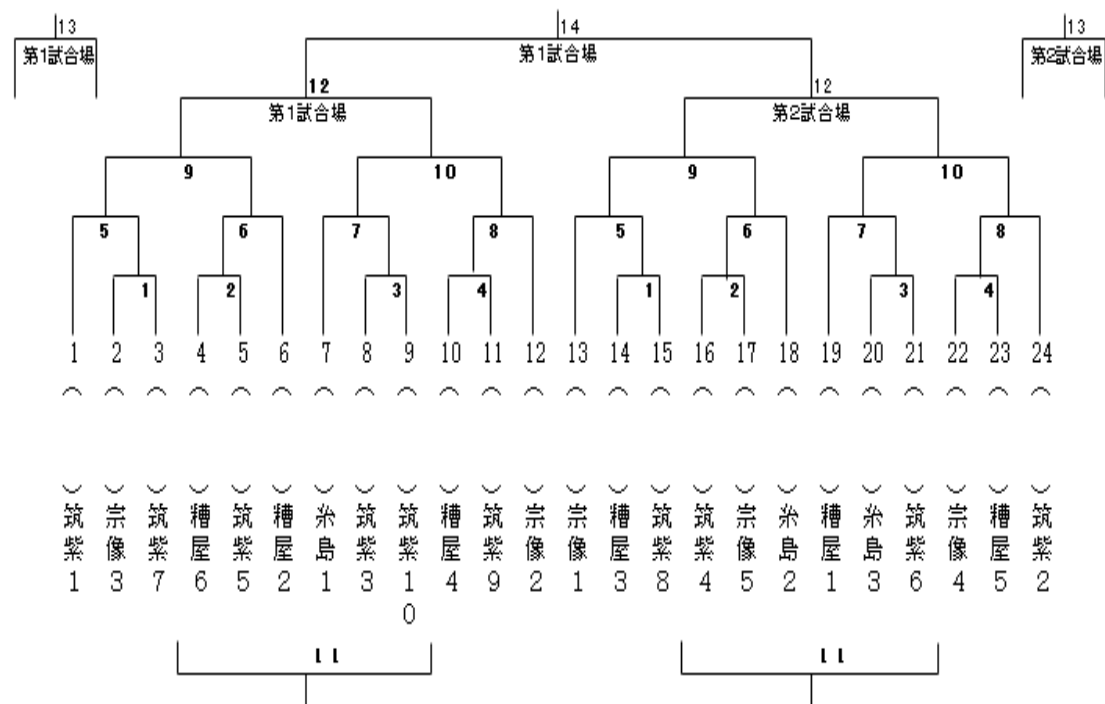 13 14 13
第1試合場 第1試合場 第2試合場
12 12
第1試合場 第2試合場
9 10 9 10
5 6 7 8 5 6 7 8
1 2 3 4 1 2 3 4
1 2 3 4 5 6 7 8 9 10 11 12 13 14 15 16 17 18 19 20 21 22 23 24
筑紫1
宗像3
筑紫7
糟屋6
筑紫5
糟屋2
糸島1
筑紫3
筑紫10
糟屋4
筑紫9
宗像2
宗像1
糟屋3
筑紫8
筑紫4
宗像5
糸島2
糟屋1
糸島3
筑紫6
宗像4
糟屋5
筑紫2
11 11